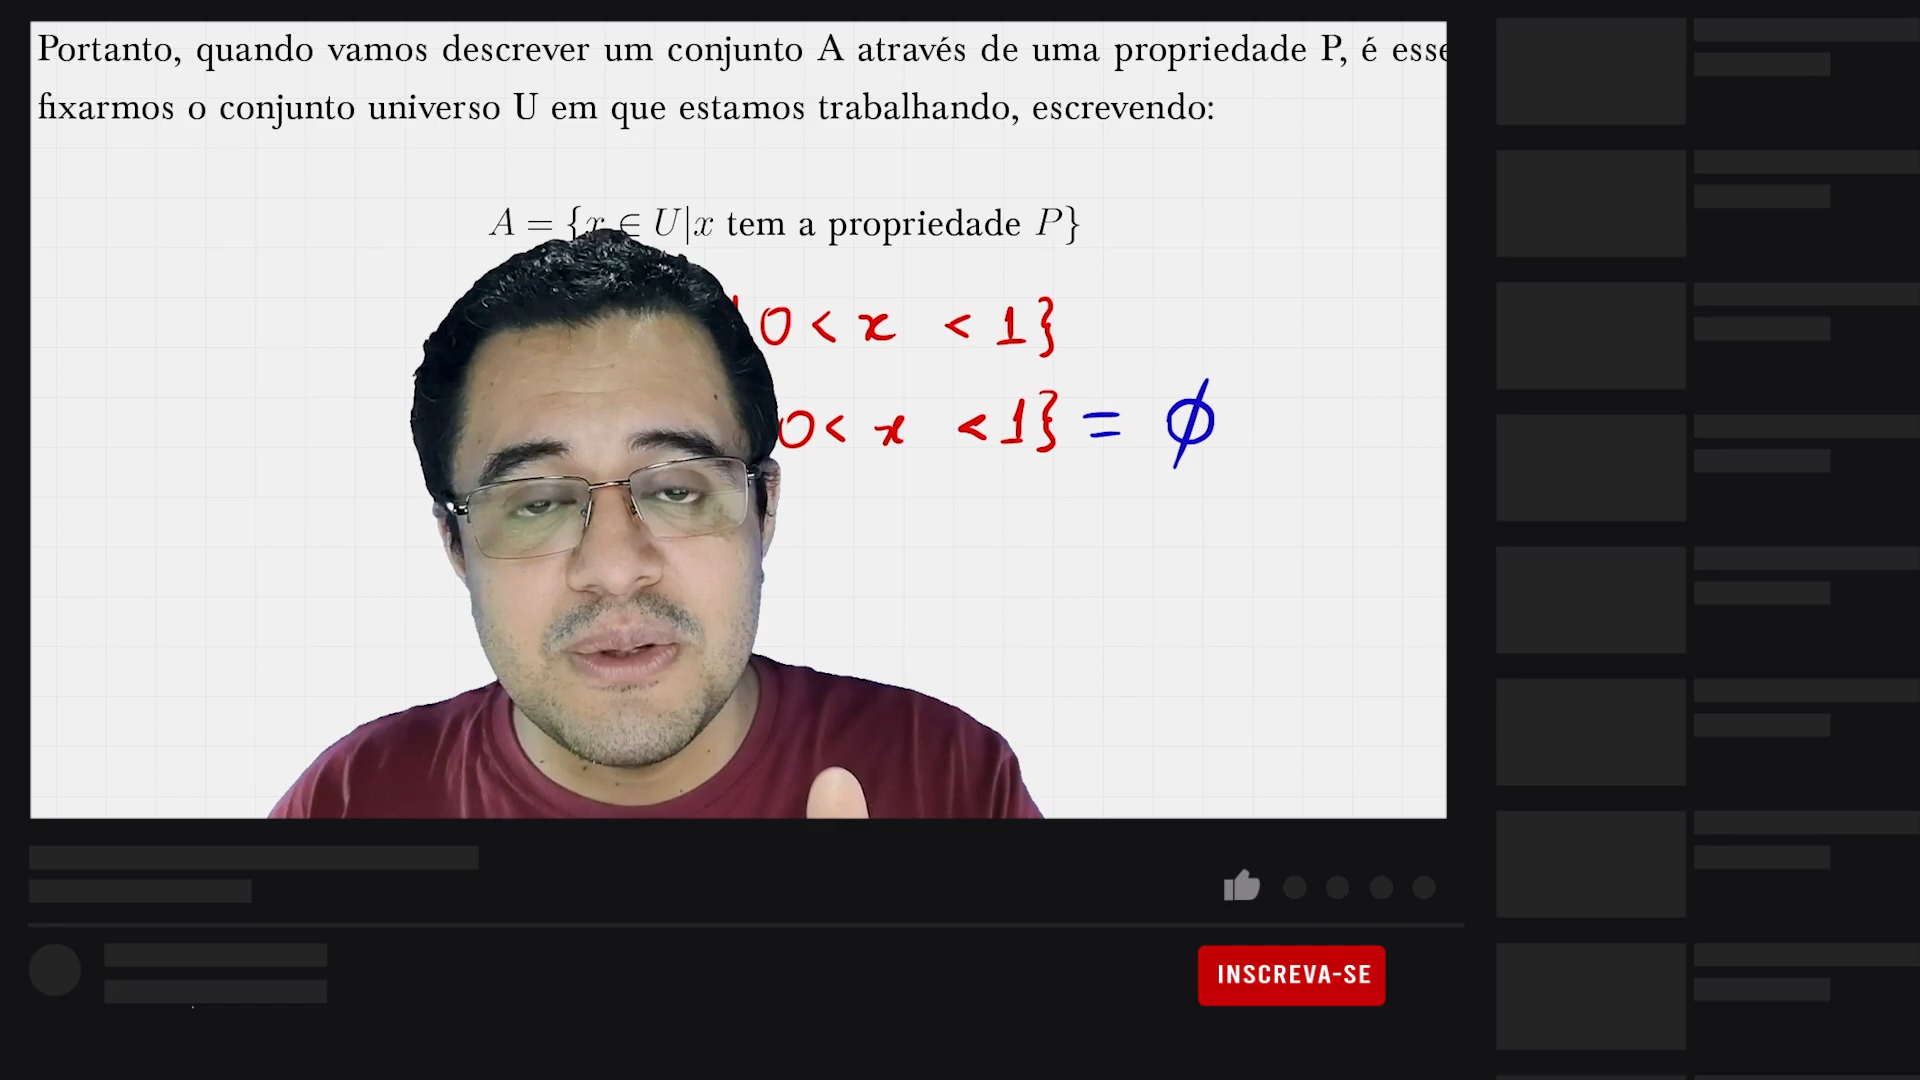 Portanto, quando vamos descrever um conjunto A através de uma propriedade P, é esse
fixarmos o conjunto universo U em que estamos trabalhando, escrevendo:
A = {x ∈ U|x tem a propriedade P}
0 < x < 1}
0 < x < 1} = ϕ
INSCREVA-SE